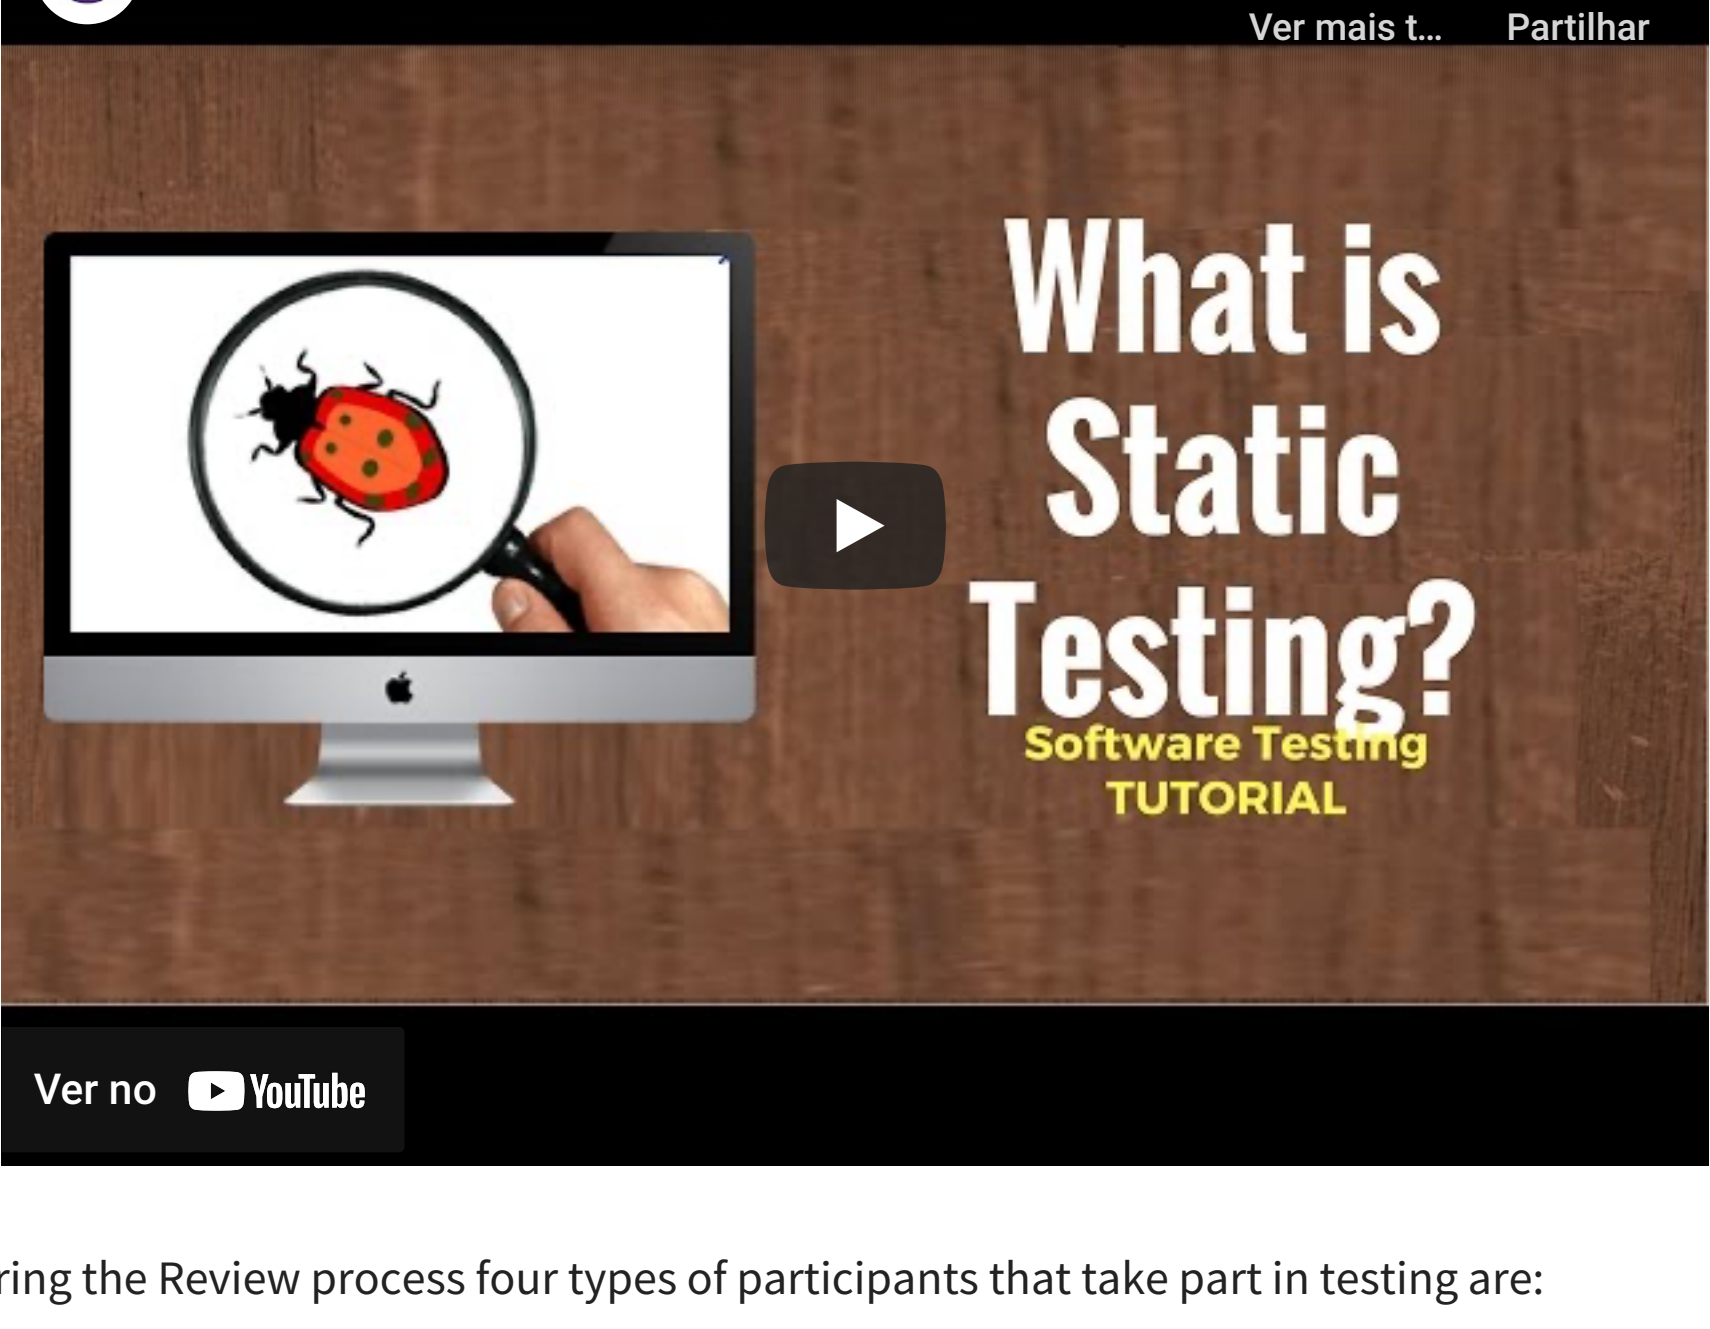 Ver mais t... Partilhar
What is
Static
Testing?
Software Testing
TUTORIAL
Ver no YouTube
ring the Review process four types of participants that take part in testing are: